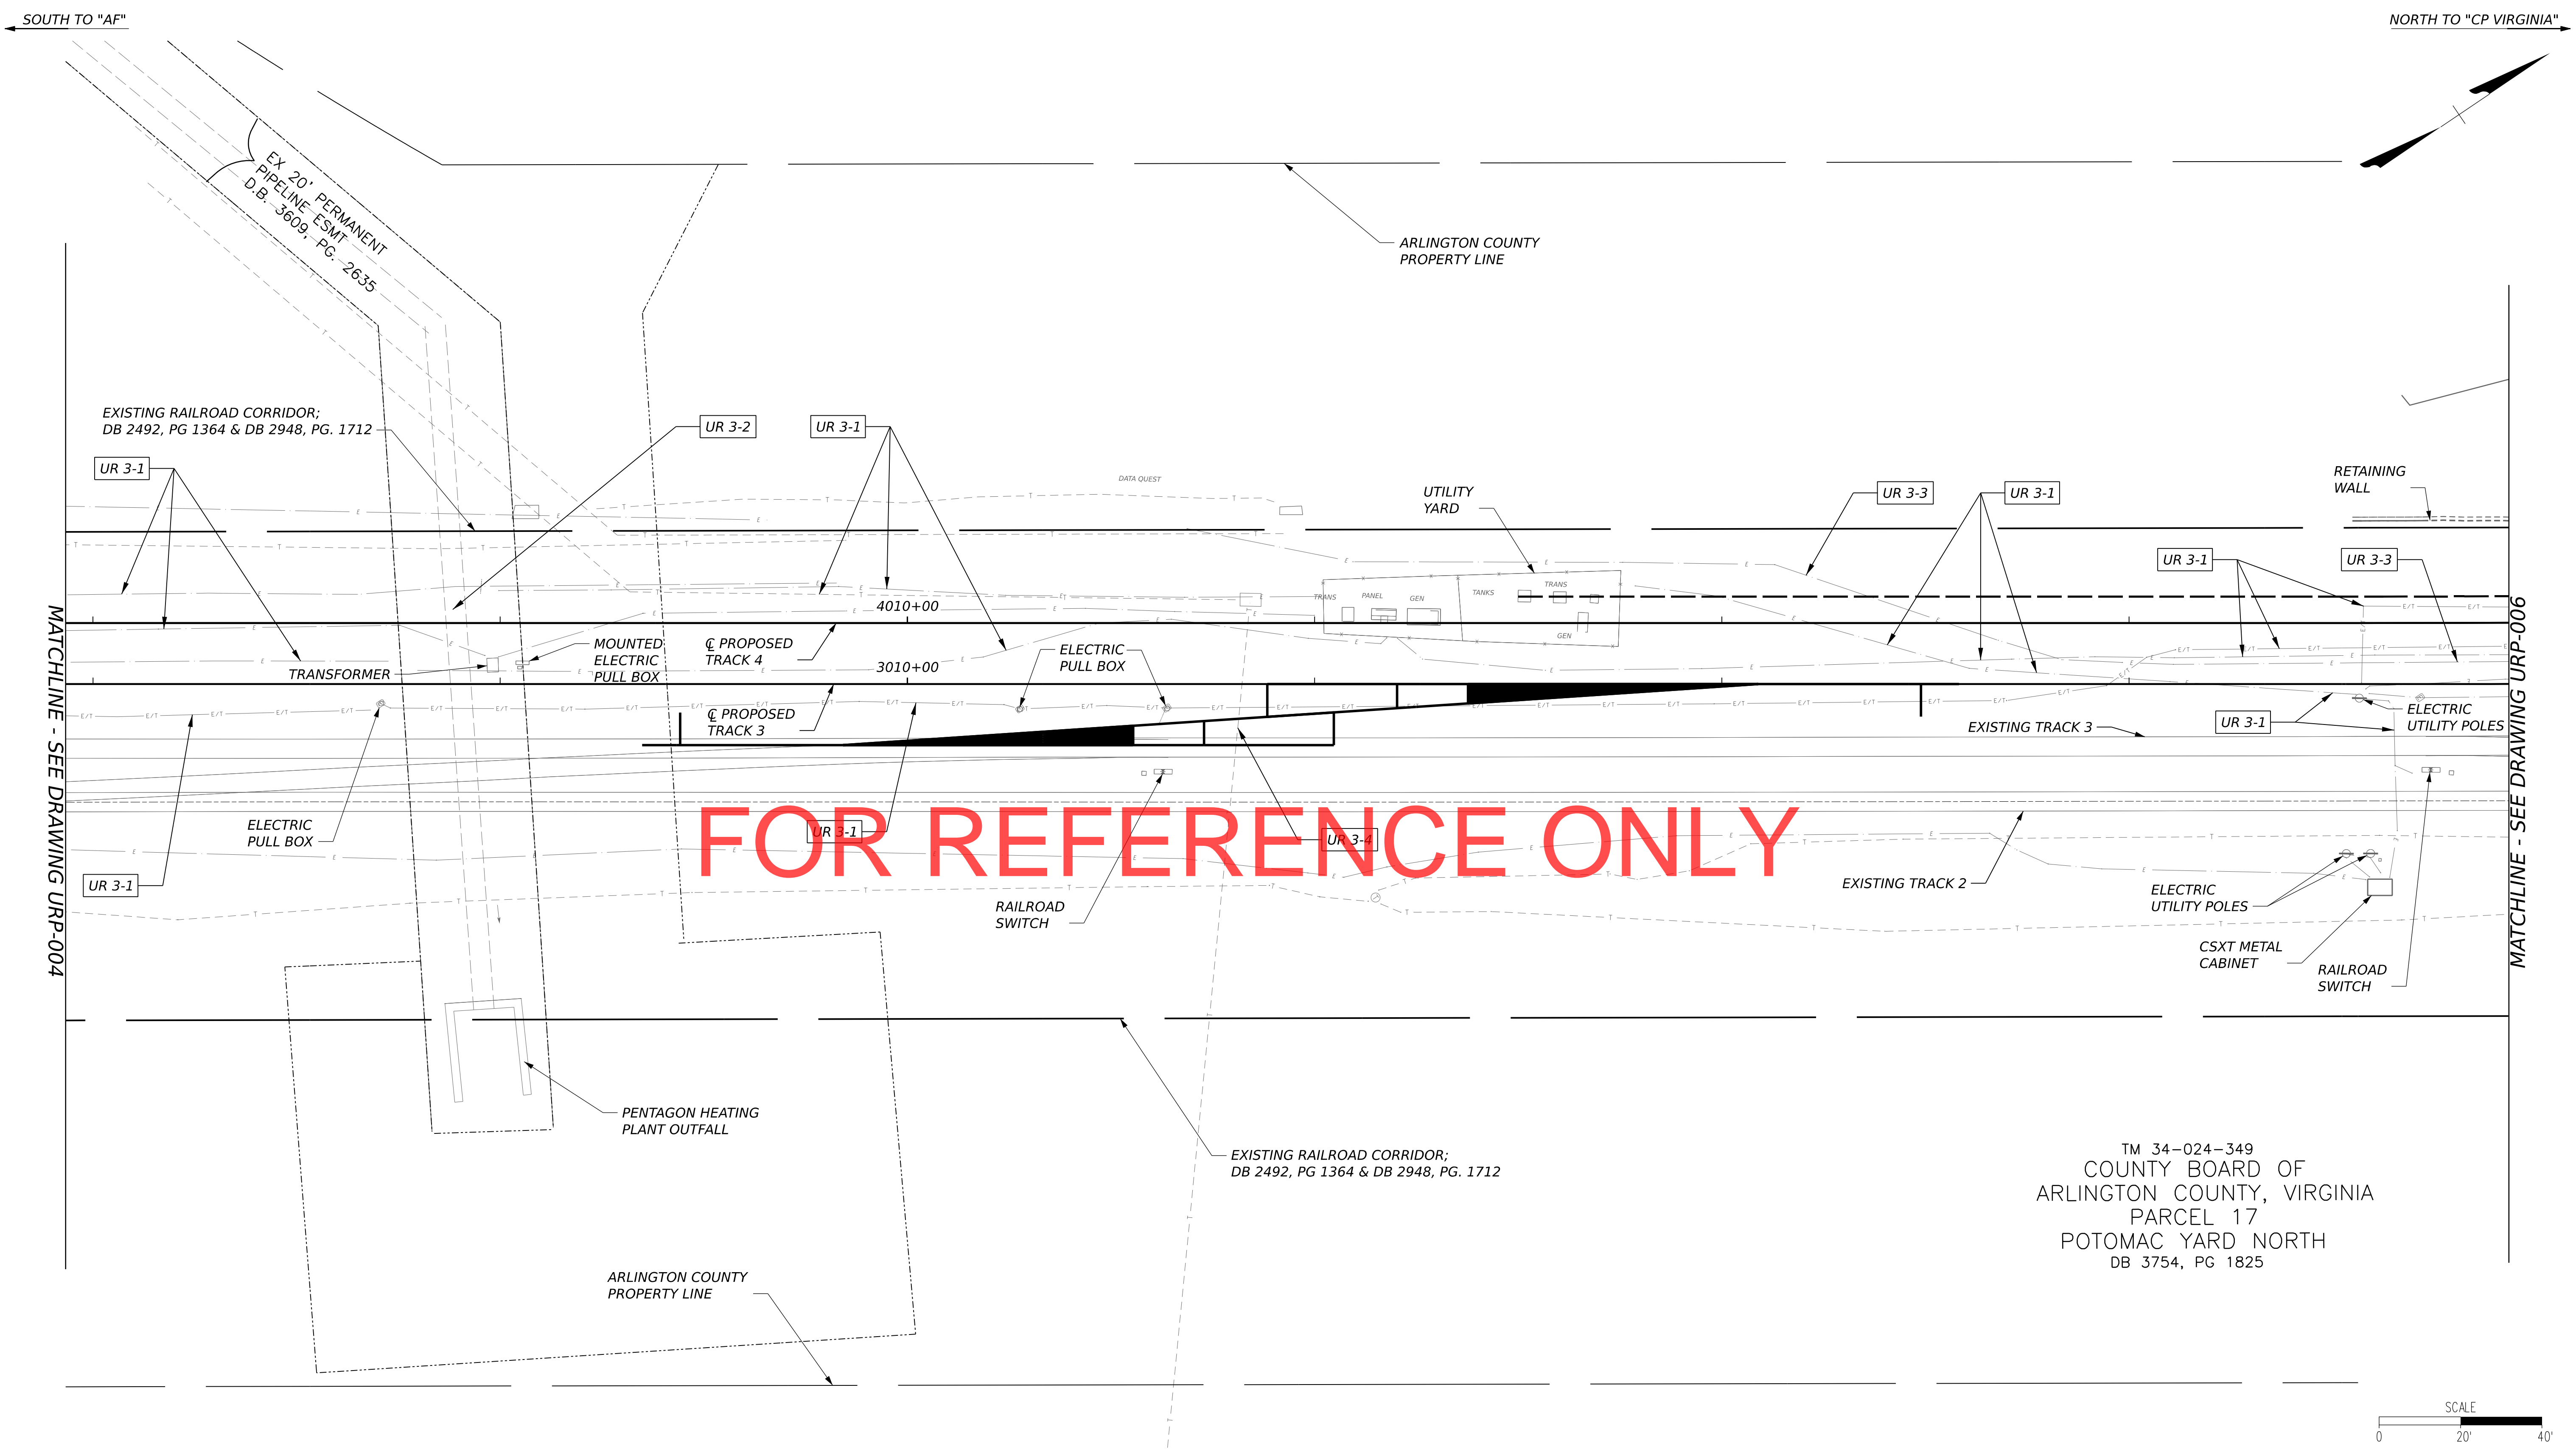 SOUTH TO "AF"
NORTH TO "CP VIRGINIA"
EX 20' PERMANENT
PIPELINE ESMT
D.B. 3609, PG. 2635
ARLINGTON COUNTY
PROPERTY LINE
EXISTING RAILROAD CORRIDOR;
DB 2492, PG 1364 & DB 2948, PG. 1712
UR 3-1
UR 3-2
UR 3-1
DATA QUEST
UTILITY
YARD
UR 3-3
UR 3-1
RETAINING
WALL
UR 3-1
UR 3-3
TRANS
PANEL
GEN
TANKS
TRANS
GEN
4010+00
MOUNTED
ELECTRIC
PULL BOX
TRANSFORMER
℄ PROPOSED
TRACK 4
3010+00
ELECTRIC
PULL BOX
℄ PROPOSED
TRACK 3
EXISTING TRACK 3
UR 3-1
ELECTRIC
UTILITY POLES
MATCHLINE - SEE DRAWING URP-004
MATCHLINE - SEE DRAWING URP-006
ELECTRIC
PULL BOX
UR 3-1
UR 3-1
FOR REFERENCE ONLY
UR 3-4
RAILROAD
SWITCH
EXISTING TRACK 2
ELECTRIC
UTILITY POLES
CSXT METAL
CABINET
RAILROAD
SWITCH
PENTAGON HEATING
PLANT OUTFALL
EXISTING RAILROAD CORRIDOR;
DB 2492, PG 1364 & DB 2948, PG. 1712
TM 34-024-349
COUNTY BOARD OF
ARLINGTON COUNTY, VIRGINIA
PARCEL 17
POTOMAC YARD NORTH
DB 3754, PG 1825
ARLINGTON COUNTY
PROPERTY LINE
SCALE
0 20' 40'